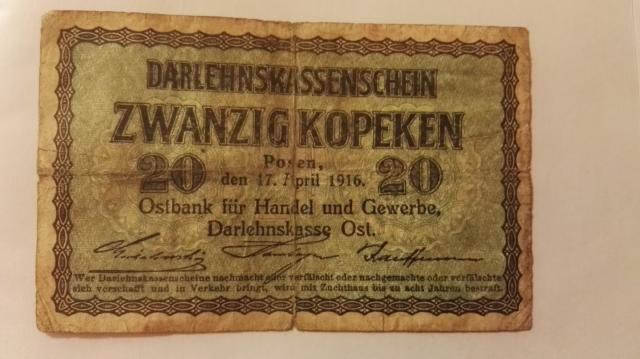 DARLEHNSKASSENSCHEIN
ZWANZIG KOPEKEN
20 Posen, 20
den 17. April 1916.
Ostbank für Handel und Gewerbe,
Darlehnskasse Ost.
Wer Darlehnskassenscheine nachmacht oder verfälscht oder nachgemachte oder verfälschte
sich verschafft und in Verkehr bringt, wird mit Zuchthaus bis zu acht Jahren bestraft.